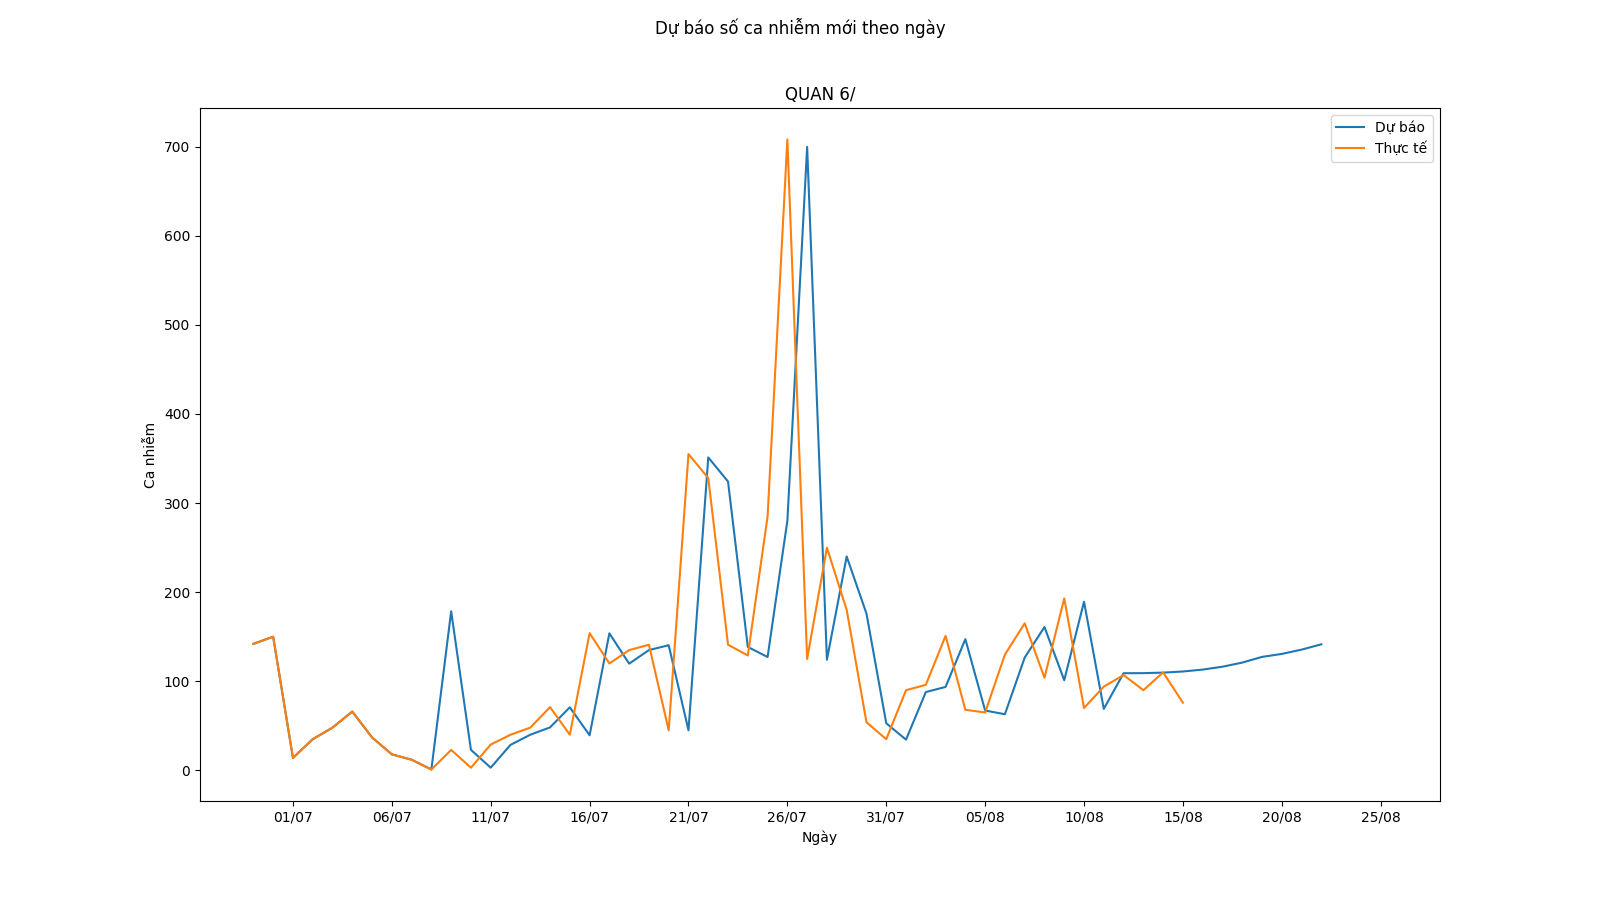 Dự báo số ca nhiễm mới theo ngày
QUAN 6/
Dự báo
Thực tế
700
600
500
400
300
200
100
0
Ca nhiễm
01/07 06/07 11/07 16/07 21/07 26/07 31/07 05/08 10/08 15/08 20/08 25/08
Ngày